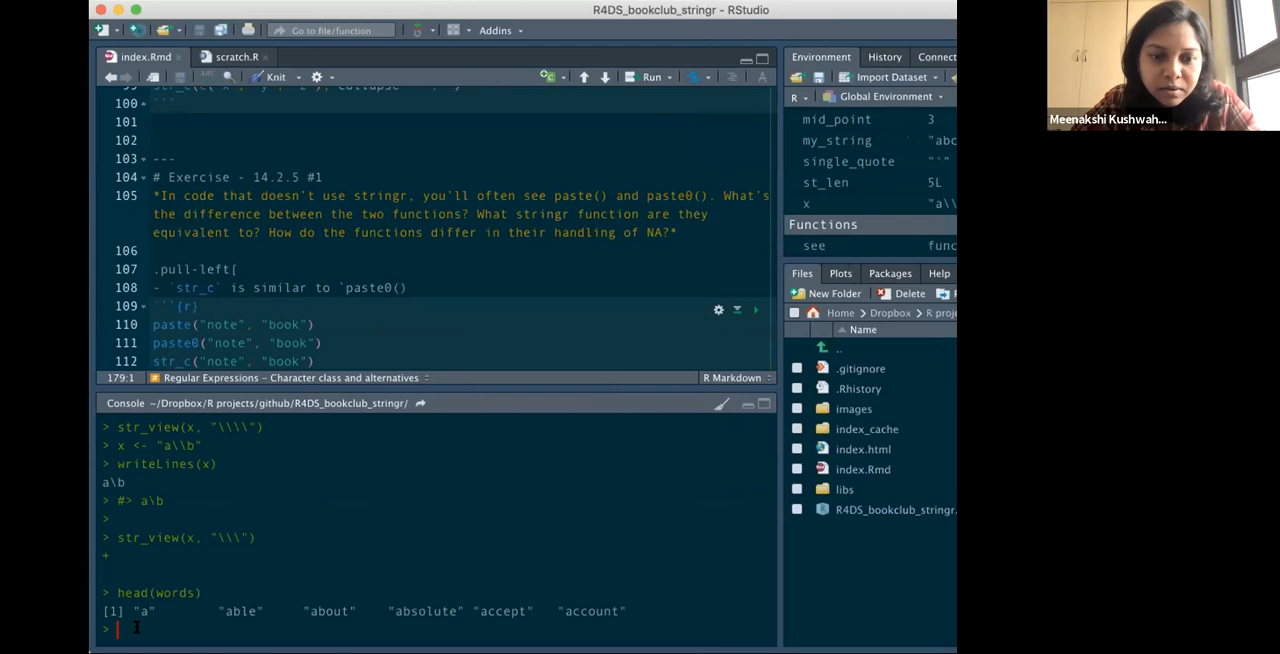 R4DS_bookclub_stringr - RStudio
Go to file/function
Addins
index.Rmd
scratch.R
Knit
Run
100
101
102
103 ---
104 # Exercise - 14.2.5 #1
105 *In code that doesn't use stringr, you'll often see paste() and paste0(). What's
the difference between the two functions? What stringr function are they
equivalent to? How do the functions differ in their handling of NA?*
106
107 .pull-left[
108 - `str_c` is similar to `paste0()
109 ```{r}
110 paste("note", "book")
111 paste0("note", "book")
112 str_c("note", "book")
179:1 Regular Expressions - Character class and alternatives
R Markdown
Console ~/Dropbox/R projects/github/R4DS_bookclub_stringr/
> str_view(x, "\\\\")
> x <- "a\\b"
> writeLines(x)
a\b
> #> a\b
>
> str_view(x, "\\\")
+
> head(words)
[1] "a" "able" "about" "absolute" "accept" "account"
>
Environment History Connect
Import Dataset
R Global Environment
mid_point 3
my_string "abc
single_quote "'"
st_len 5L
x "a\\
Functions
see func
Files Plots Packages Help
New Folder Delete
Home Dropbox R proj
Name
..
.gitignore
.Rhistory
images
index_cache
index.html
index.Rmd
libs
R4DS_bookclub_stringr.
Meenakshi Kushwah...